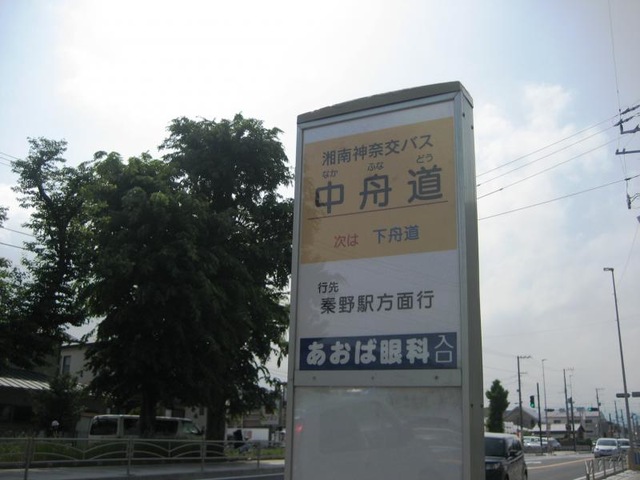 湘南神奈交バス
なか ふな どう
中舟道
次は 下舟道
行先
秦野駅方面行
あおば眼科 入口